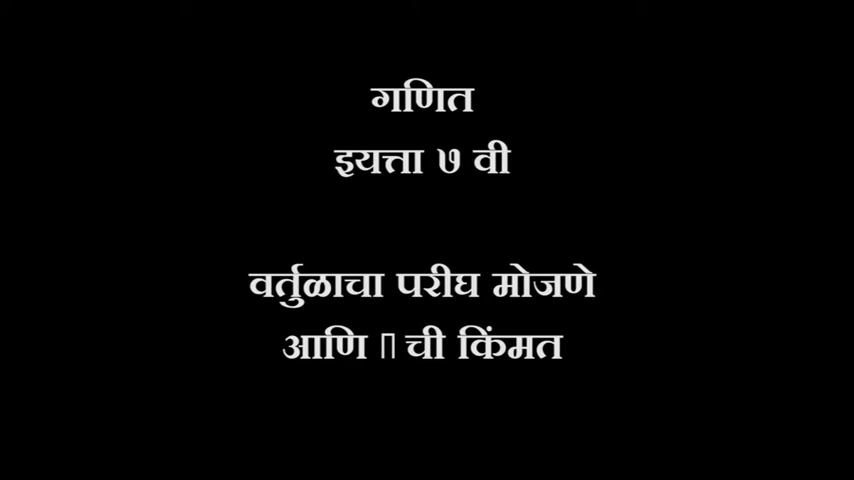 गणित
इयत्ता ७ वी
वर्तुळाचा परीघ मोजणे
आणि Π ची किंमत